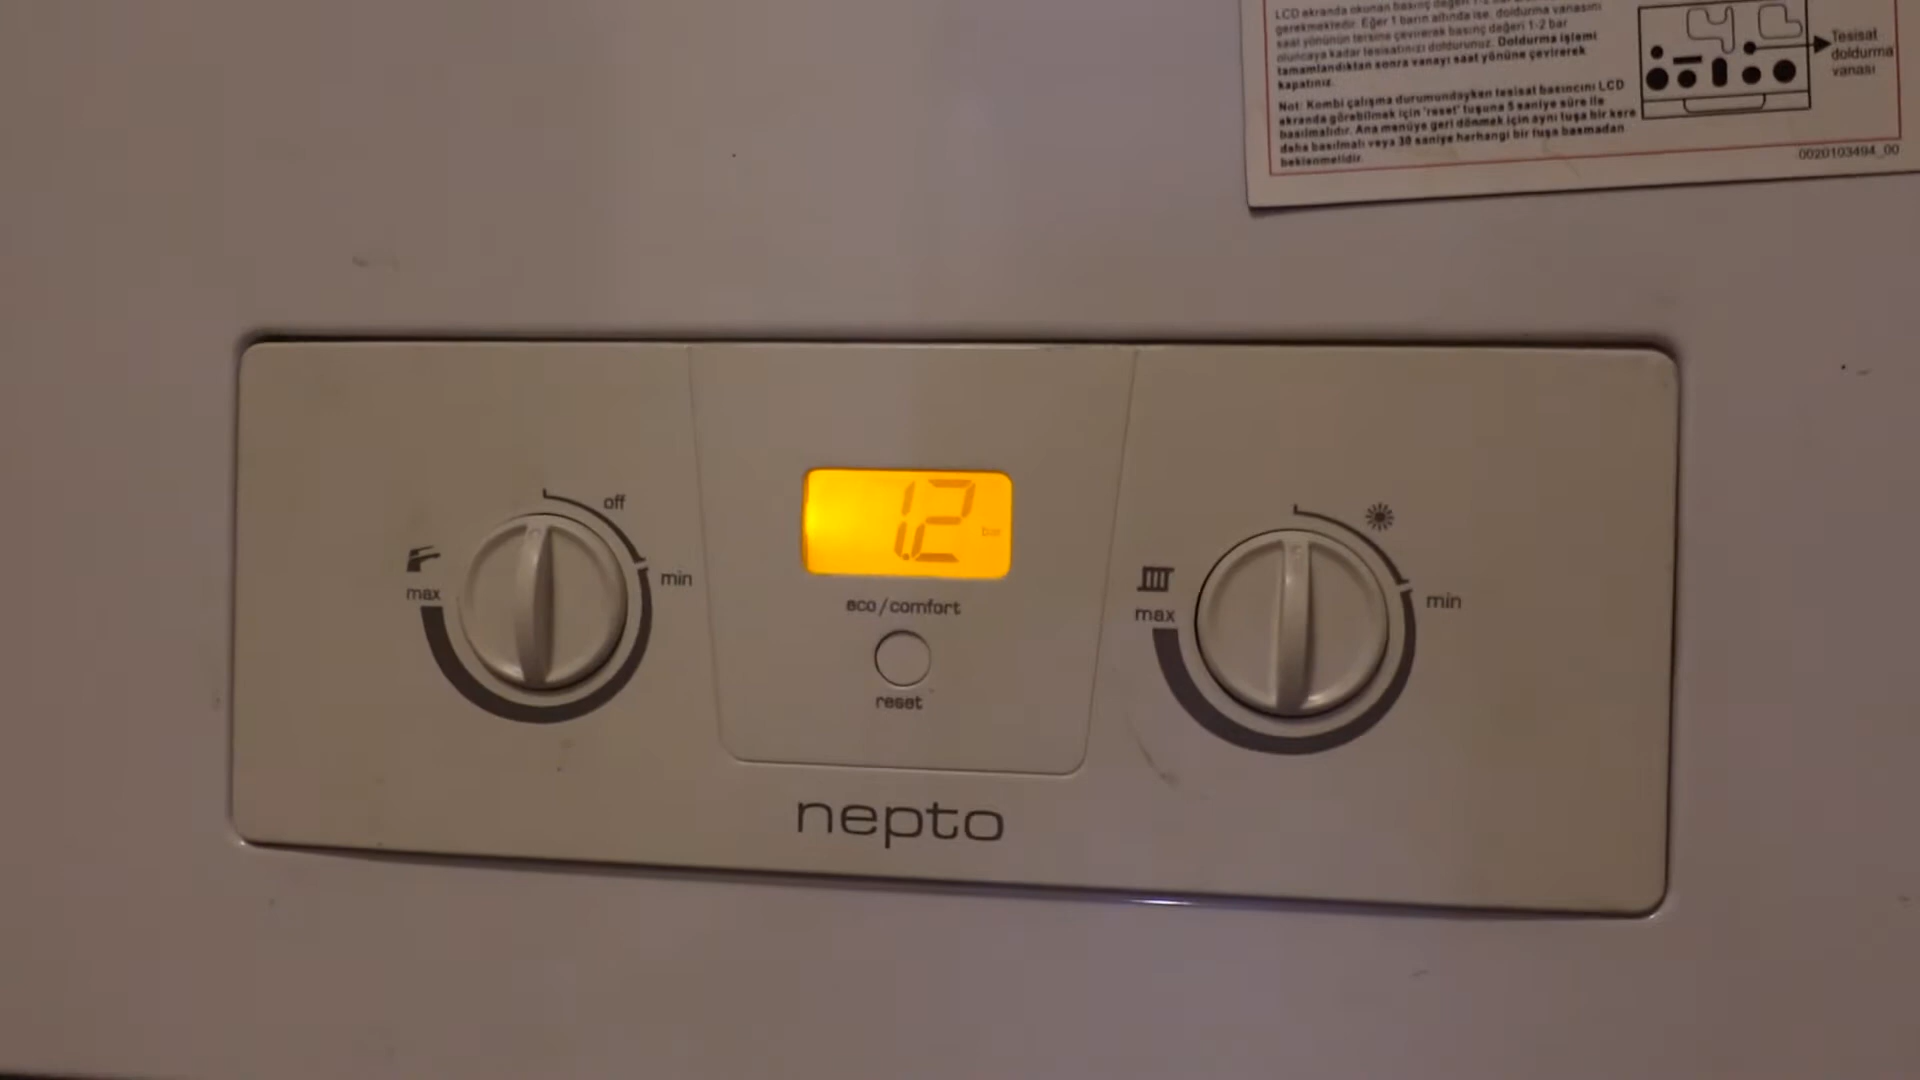 LCD ekranda okunan basınç değeri 1-2
gerekmektedir. Eğer 1 barın altında ise, doldurma vanasını
saat yönünün tersine çevirerek basınç değeri 1-2 bar
oluncaya kadar tesisatınızı doldurunuz. Doldurma işlemi
tamamlandıktan sonra vanayı saat yönüne çevirerek
kapatınız.
Not: Kombi çalışma durumundayken tesisat basıncını LCD
ekranda görebilmek için 'reset' tuşuna 5 saniye süre ile
basılmalıdır. Ana menüye geri dönmek için aynı tuşa bir kere
daha basılmalı veya 30 saniye herhangi bir tuşa basmadan
beklenmelidir.
Tesisat
doldurma
vanası
0020103494_00
off
min
max
1.2
bar
eco/comfort
reset
max
min
nepto